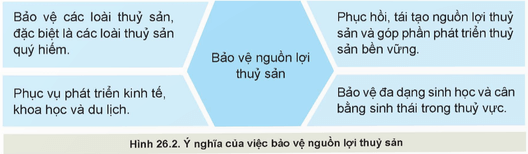 Bảo vệ các loài thuỷ sản,
đặc biệt là các loài thuỷ sản
quý hiếm.
Phục vụ phát triển kinh tế,
khoa học và du lịch.
Bảo vệ nguồn lợi
thuỷ sản
Phục hồi, tái tạo nguồn lợi thuỷ
sản và góp phần phát triển thuỷ
sản bền vững.
Bảo vệ đa dạng sinh học và cân
bằng sinh thái trong thuỷ vực.
Hình 26.2. Ý nghĩa của việc bảo vệ nguồn lợi thuỷ sản